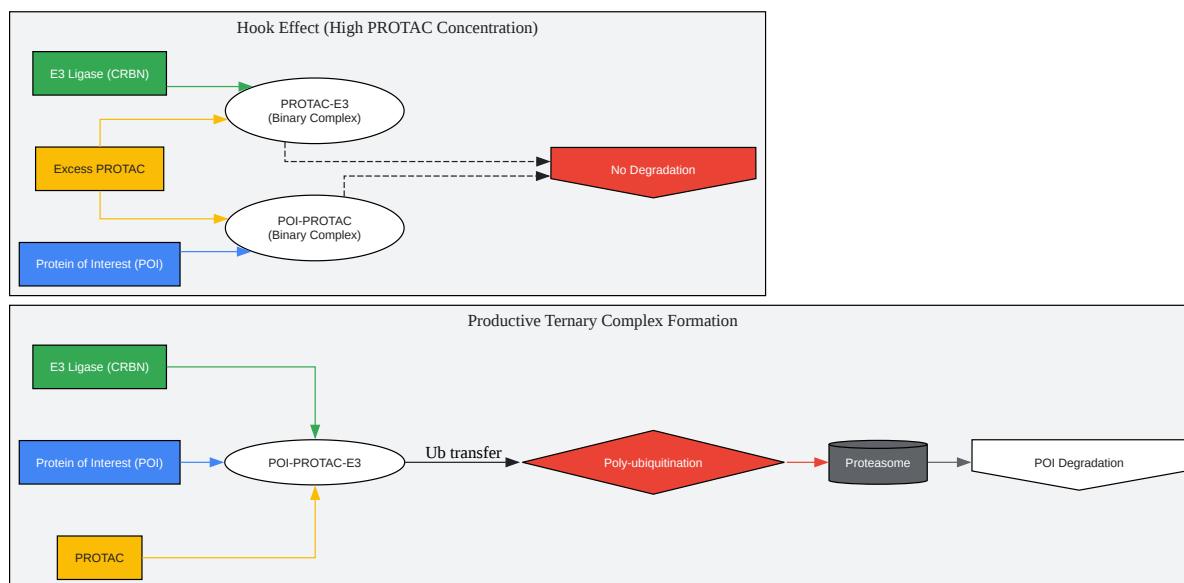 Hook Effect (High PROTAC Concentration)
E3 Ligase (CRBN)
PROTAC-E3
(Binary Complex)
Excess PROTAC
No Degradation
POI-PROTAC
(Binary Complex)
Protein of Interest (POI)
Productive Ternary Complex Formation
E3 Ligase (CRBN)
Protein of Interest (POI)
POI-PROTAC-E3
Ub transfer
Poly-ubiquitination
Proteasome
POI Degradation
PROTAC